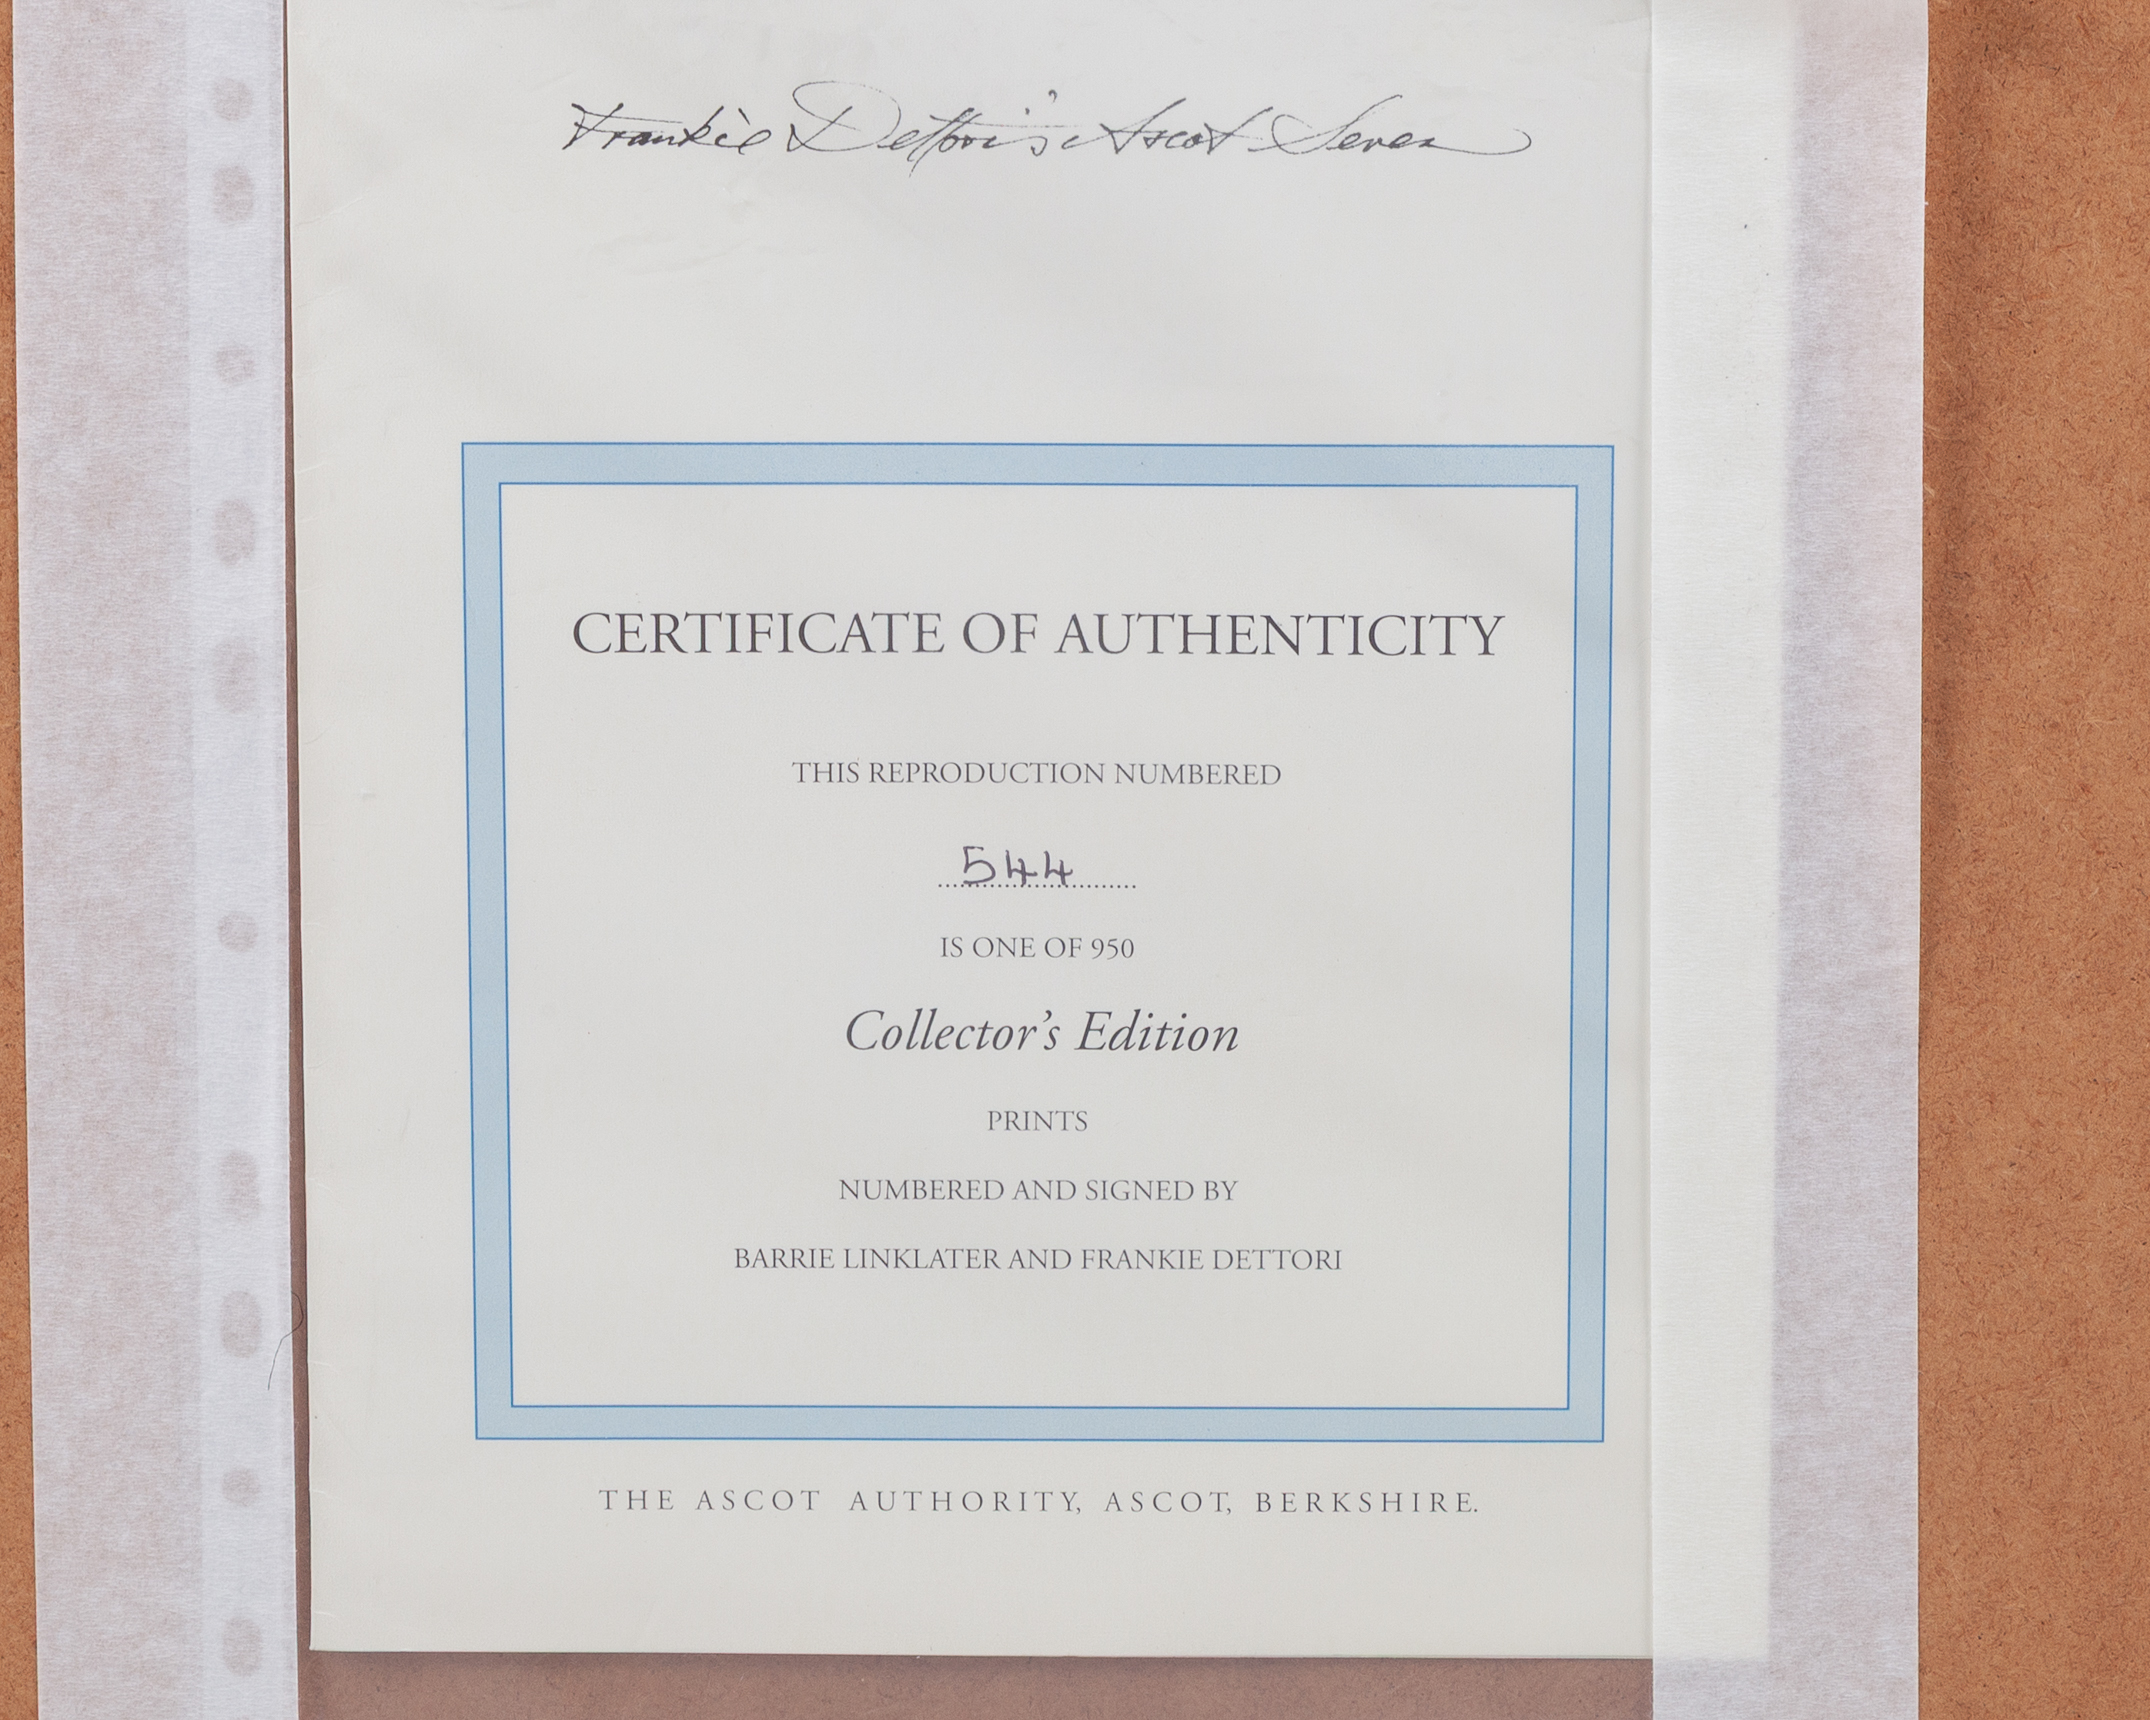 Frankie Dettori's Ascot Seven
CERTIFICATE OF AUTHENTICITY
THIS REPRODUCTION NUMBERED
544
IS ONE OF 950
Collector's Edition
PRINTS
NUMBERED AND SIGNED BY
BARRIE LINKLATER AND FRANKIE DETTORI
THE ASCOT AUTHORITY, ASCOT, BERKSHIRE.